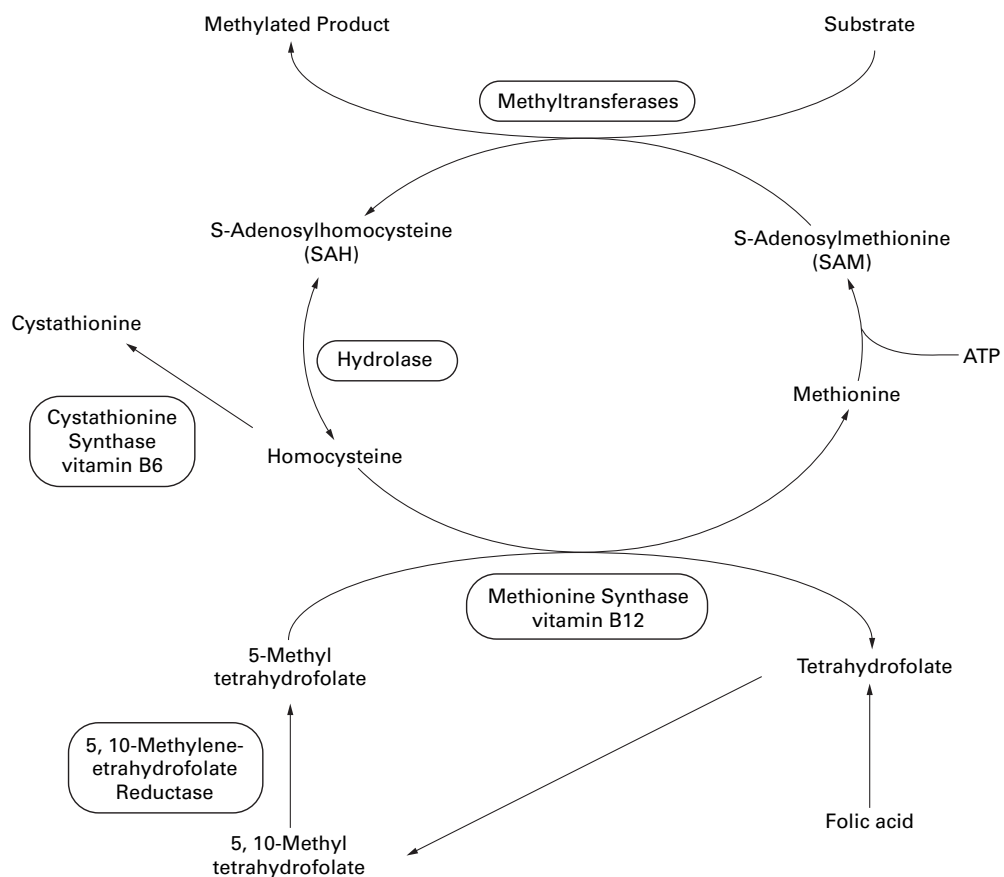 Methylated Product
Substrate
Methyltransferases
S-Adenosylhomocysteine
(SAH)
S-Adenosylmethionine
(SAM)
Cystathionine
Hydrolase
ATP
Methionine
Cystathionine
Synthase
vitamin B6
Homocysteine
Methionine Synthase
vitamin B12
5-Methyl
tetrahydrofolate
Tetrahydrofolate
5, 10-Methylene-
etrahydrofolate
Reductase
Folic acid
5, 10-Methyl
tetrahydrofolate